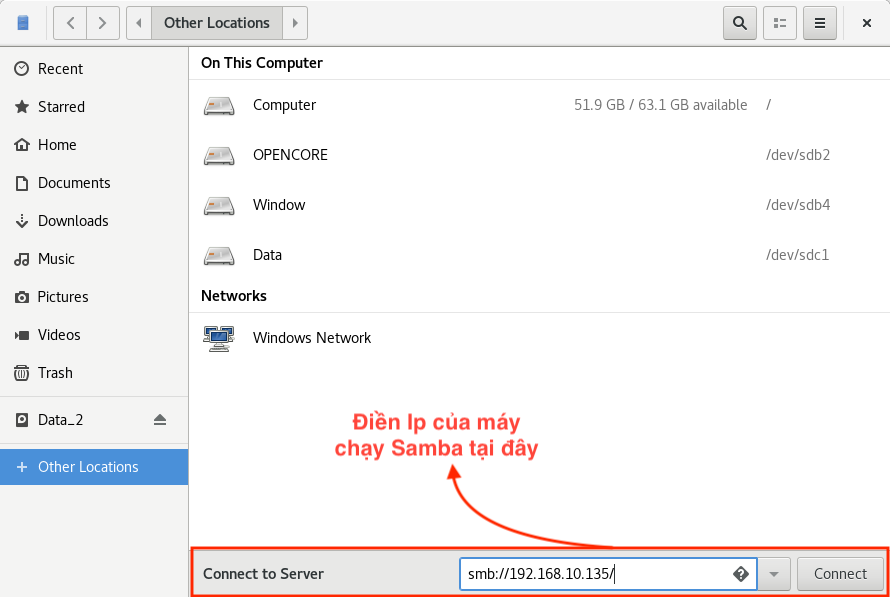 Other Locations
Recent
Starred
Home
Documents
Downloads
Music
Pictures
Videos
Trash
Data_2
Other Locations
On This Computer
Computer 51.9 GB / 63.1 GB available /
OPENCORE /dev/sdb2
Window /dev/sdb4
Data /dev/sdc1
Networks
Windows Network
Điền Ip của máy
chạy Samba tại đây
Connect to Server smb://192.168.10.135/ Connect